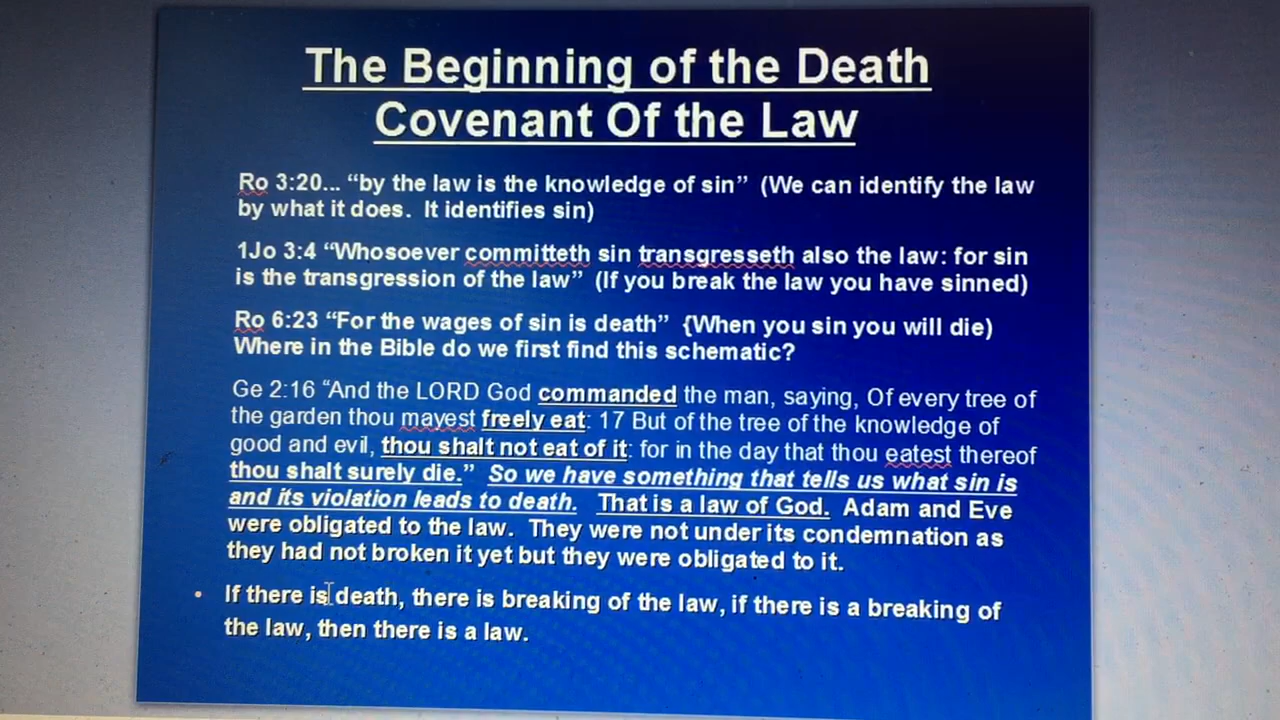 The Beginning of the Death
Covenant Of the Law
Ro 3:20... “by the law is the knowledge of sin”  (We can identify the law
by what it does.  It identifies sin)
1Jo 3:4 “Whosoever committeth sin transgresseth also the law: for sin
is the transgression of the law”  (If you break the law you have sinned)
Ro 6:23 “For the wages of sin is death”  {When you sin you will die)
Where in the Bible do we first find this schematic?
Ge 2:16 “And the LORD God commanded the man, saying, Of every tree of
the garden thou mayest freely eat: 17 But of the tree of the knowledge of
good and evil, thou shalt not eat of it: for in the day that thou eatest thereof
thou shalt surely die.”  So we have something that tells us what sin is
and its violation leads to death.  That is a law of God.  Adam and Eve
were obligated to the law.  They were not under its condemnation as
they had not broken it yet but they were obligated to it.
• If there is death, there is breaking of the law, if there is a breaking of
the law, then there is a law.